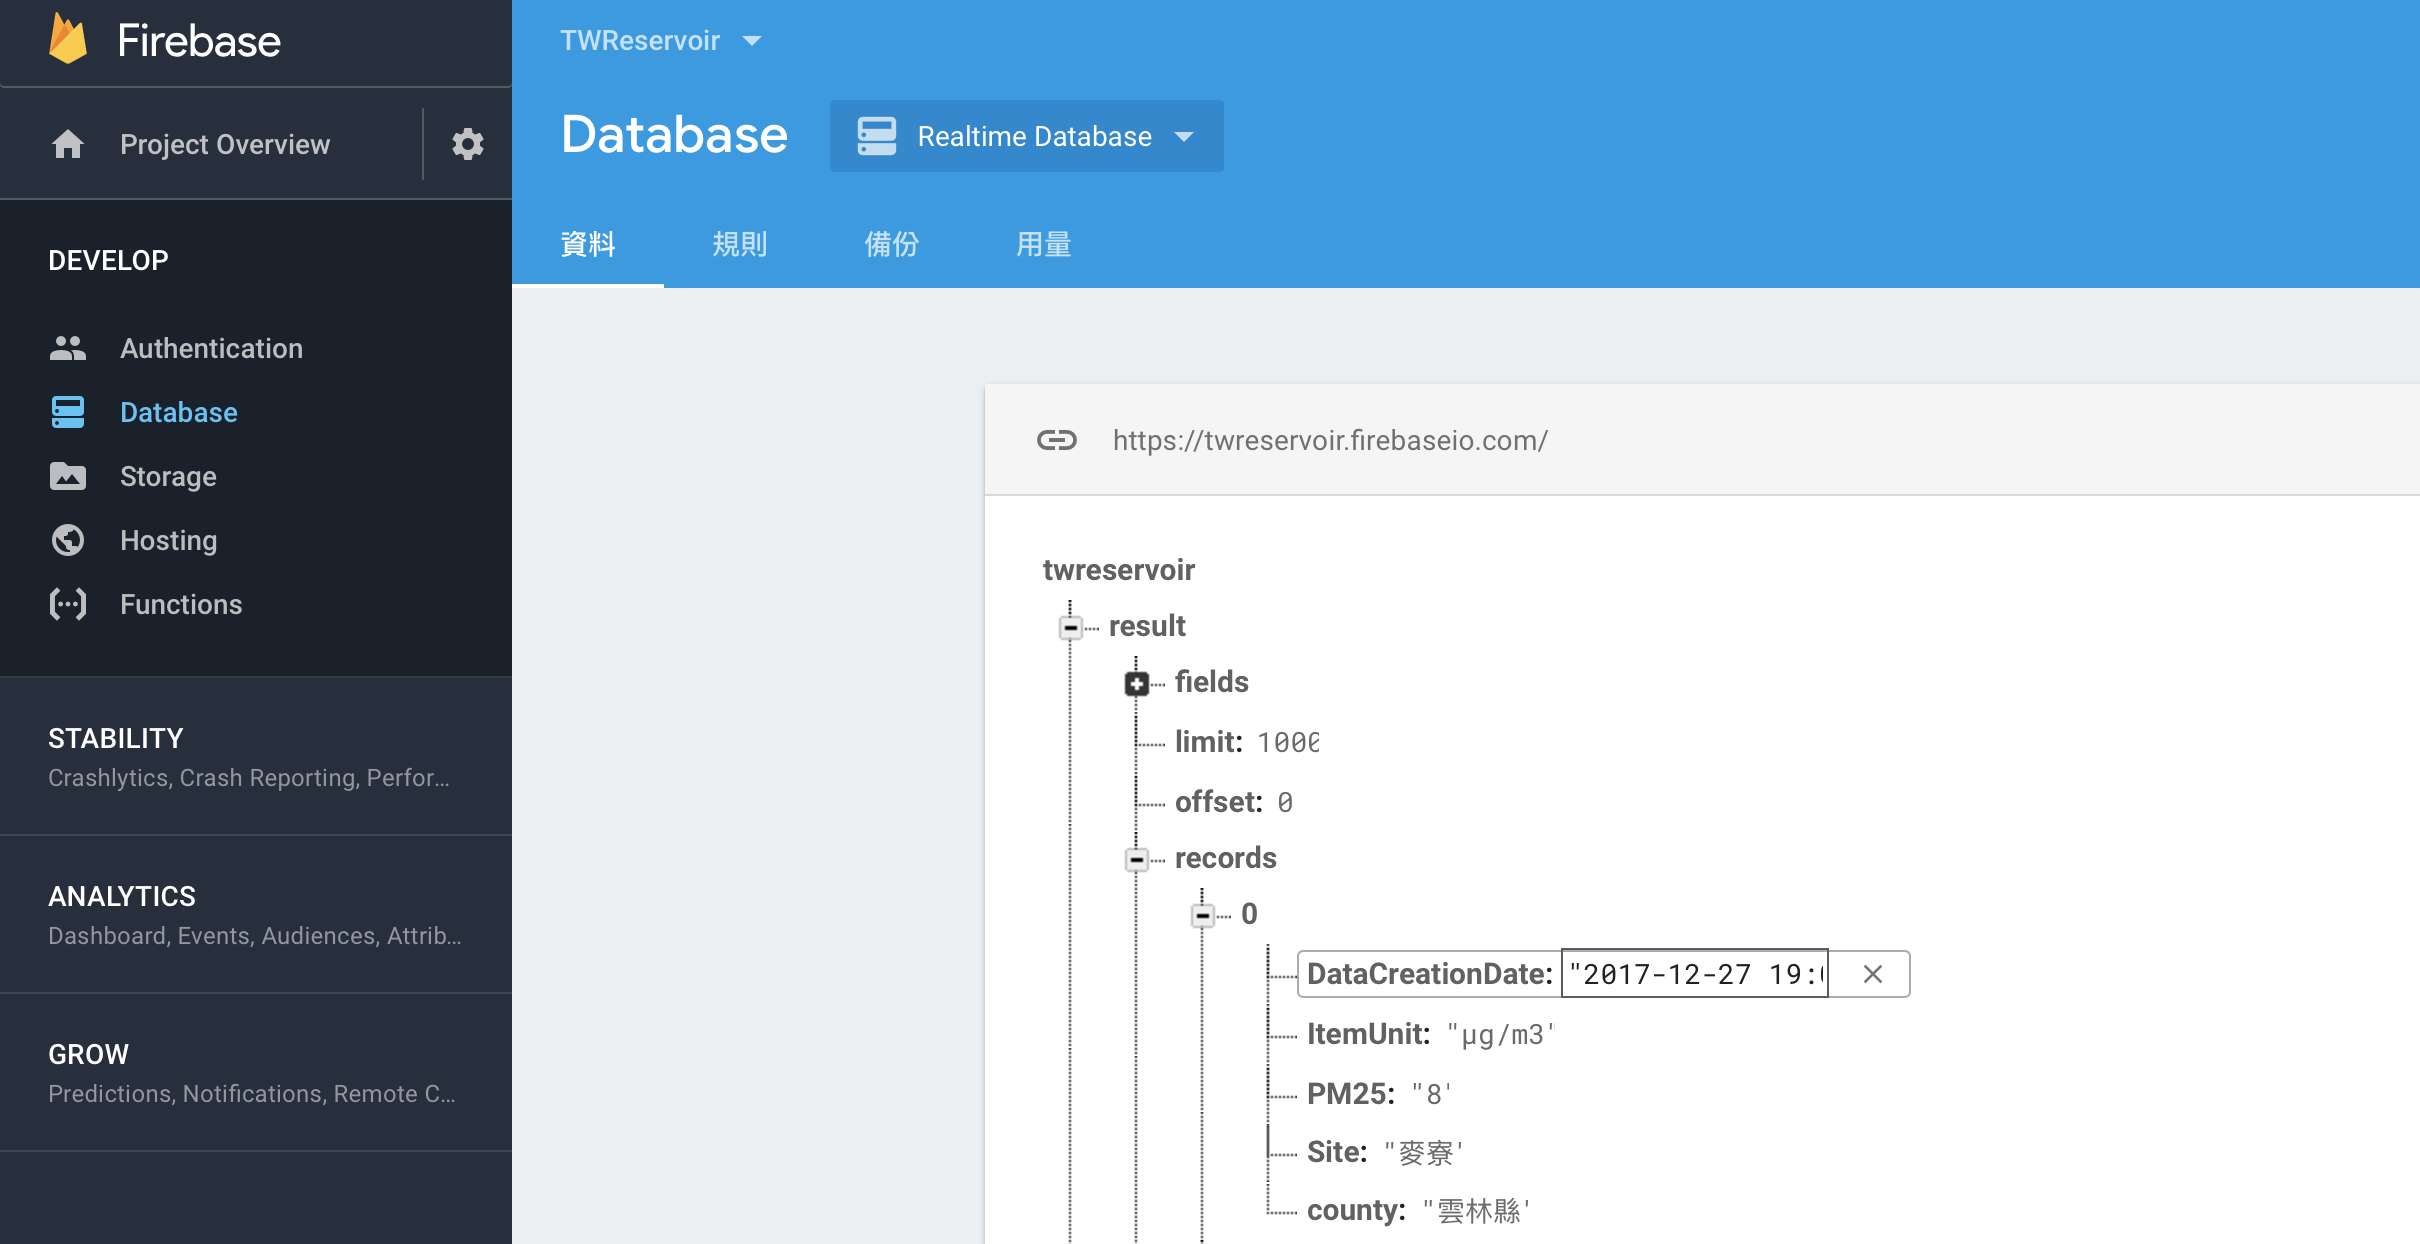 Firebase
Project Overview
DEVELOP
Authentication
Database
Storage
Hosting
Functions
STABILITY
Crashlytics, Crash Reporting, Perfor...
ANALYTICS
Dashboard, Events, Audiences, Attrib...
GROW
Predictions, Notifications, Remote C...
TWReservoir
Database
Realtime Database
資料 規則 備份 用量
https://twreservoir.firebaseio.com/
twreservoir
result
fields
limit: 1000
offset: 0
records
0
DataCreationDate: "2017-12-27 19:
ItemUnit: "μg/m3"
PM25: "8"
Site: "麥寮"
county: "雲林縣"